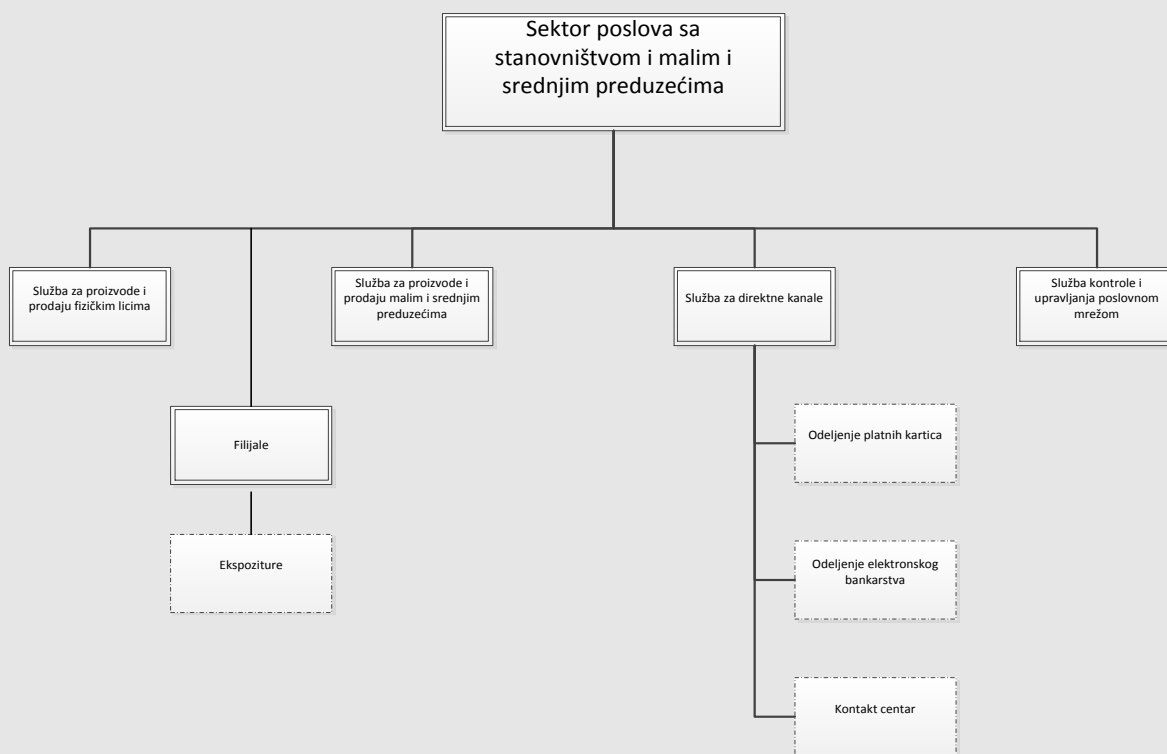 Sektor poslova sa
stanovništvom i malim i
srednjim preduzećima
Služba za proizvode i
prodaju fizičkim licima
Služba za proizvode i
prodaju malim i srednjim
preduzećima
Služba za direktne kanale
Služba kontrole i
upravljanja poslovnom
mrežom
Filijale
Ekspoziture
Odeljenje platnih kartica
Odeljenje elektronskog
bankarstva
Kontakt centar